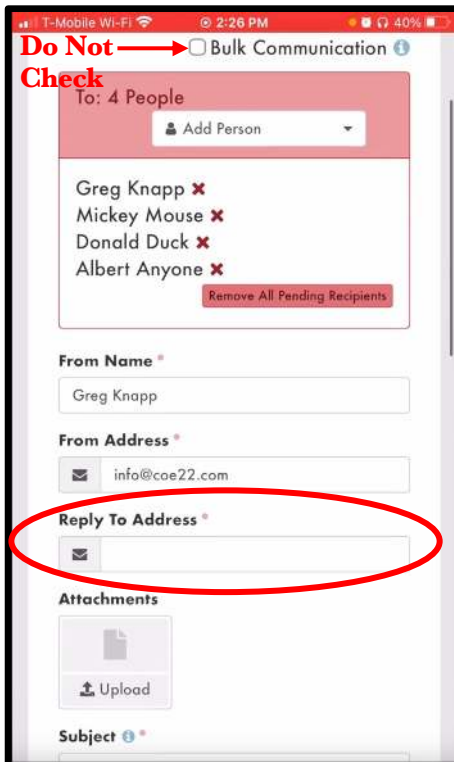 T-Mobile Wi-Fi 2:26 PM 40%
Do Not Check
Bulk Communication
To: 4 People
Add Person
Greg Knapp
Mickey Mouse
Donald Duck
Albert Anyone
Remove All Pending Recipients
From Name *
Greg Knapp
From Address *
info@coe22.com
Reply To Address *
Attachments
Upload
Subject *